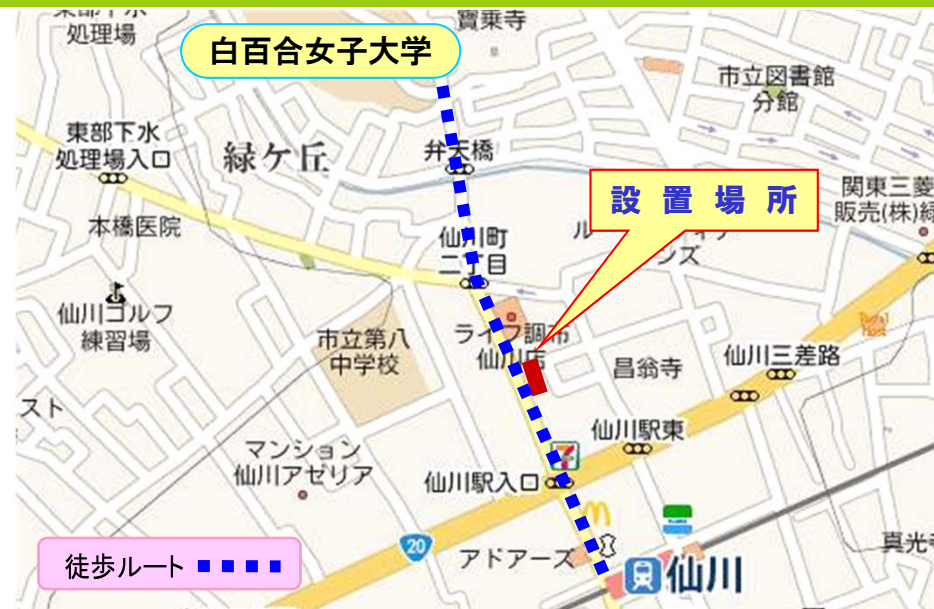 処理場
寶乗寺
白百合女子大学
市立図書館
分館
東部下水
処理場入口
緑ケ丘
弁天橋
設置場所
関東三菱
販売(株)緑
本橋医院
仙川町
二丁目
ル
ズ
仙川ゴルフ
練習場
市立第八
中学校
ライフ調布
仙川店
昌翁寺
仙川三差路
スト
仙川駅東
マンション
仙川アゼリア
7
仙川駅入口
20
アドアーズ
真光寺
徒歩ルート
仙川